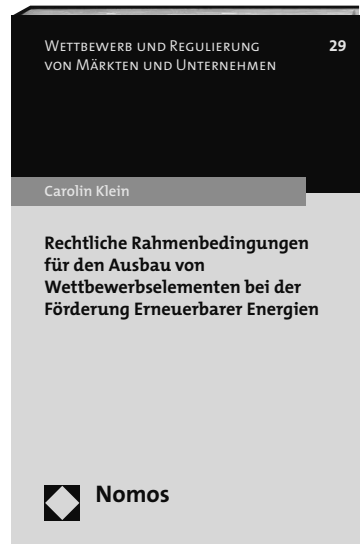 Wettbewerb und Regulierung 29
von Märkten und Unternehmen
Carolin Klein
Rechtliche Rahmenbedingungen
für den Ausbau von
Wettbewerbselementen bei der
Förderung Erneuerbarer Energien
Nomos